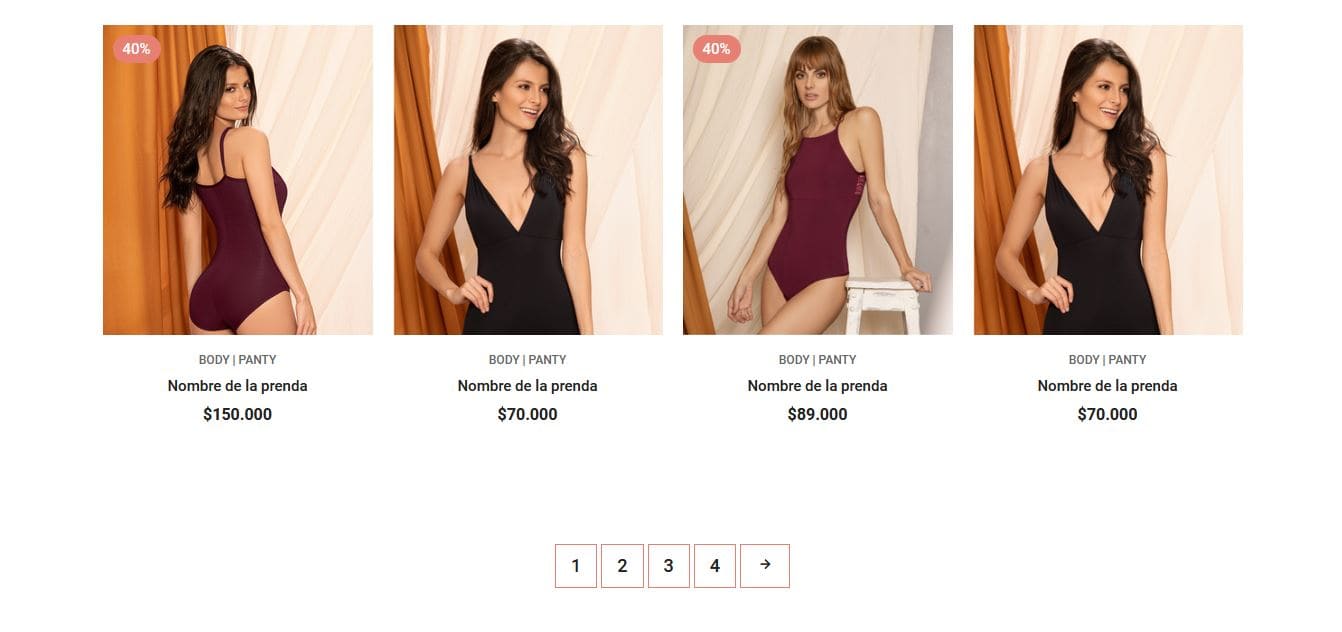 40%
40%
BODY | PANTY
BODY | PANTY
BODY | PANTY
BODY | PANTY
Nombre de la prenda
Nombre de la prenda
Nombre de la prenda
Nombre de la prenda
$150.000
$70.000
$89.000
$70.000
1 2 3 4 →